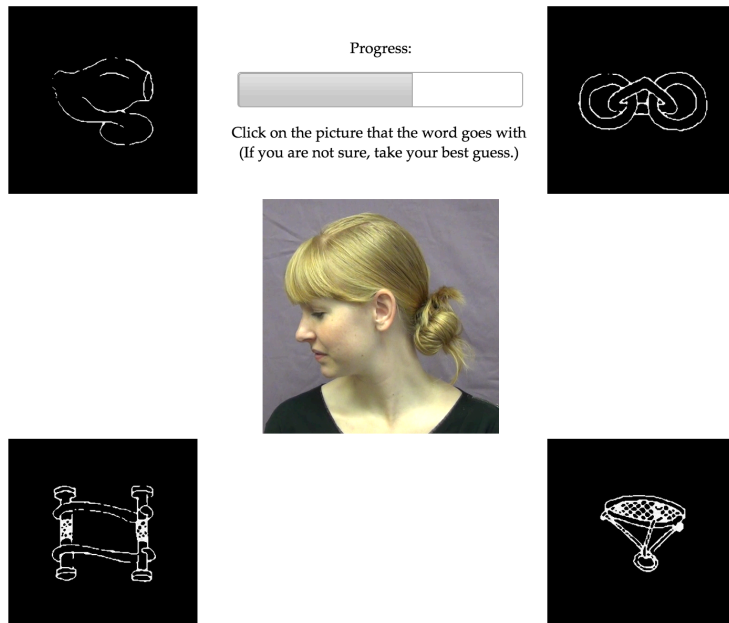 Progress:
Click on the picture that the word goes with
(If you are not sure, take your best guess.)